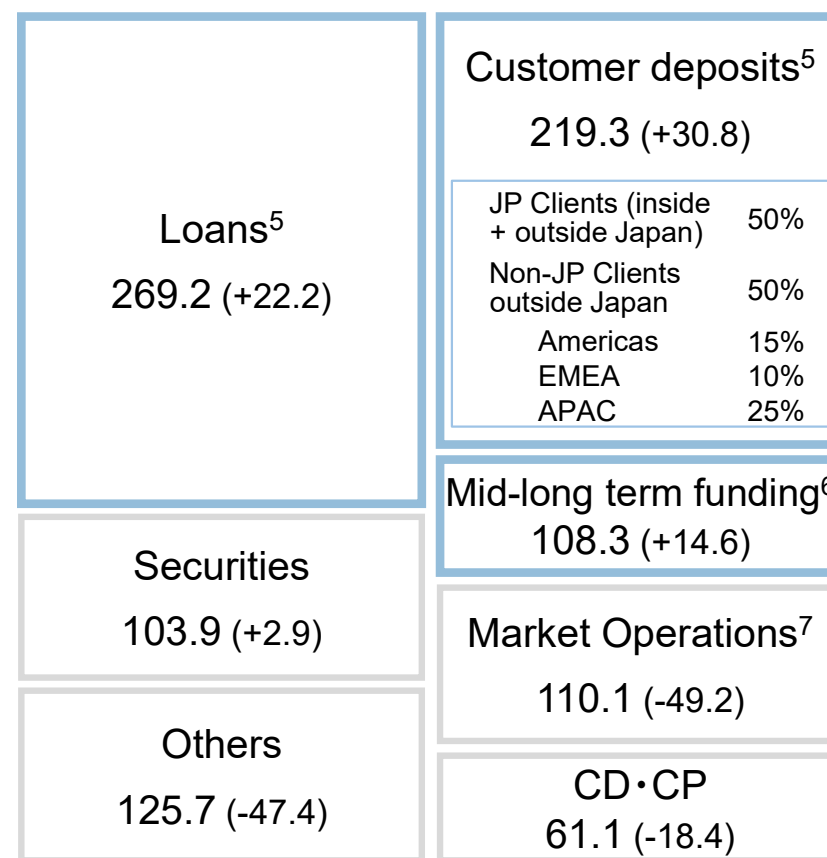 Loans⁵
269.2 (+22.2)
Securities
103.9 (+2.9)
Others
125.7 (-47.4)
Customer deposits⁵
219.3 (+30.8)
JP Clients (inside
+ outside Japan) 50%
Non-JP Clients
outside Japan 50%
Americas 15%
EMEA 10%
APAC 25%
Mid-long term funding⁶
108.3 (+14.6)
Market Operations⁷
110.1 (-49.2)
CD・CP
61.1 (-18.4)